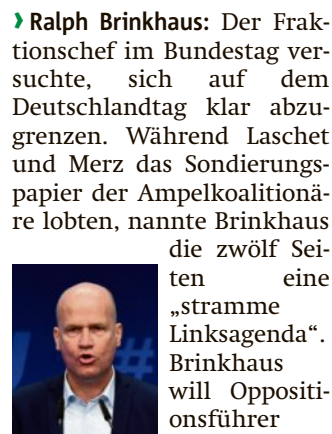 › Ralph Brinkhaus: Der Frak-
tionschef im Bundestag ver-
suchte, sich auf dem
Deutschlandtag klar abzu-
grenzen. Während Laschet
und Merz das Sondierungs-
papier der Ampelkoalitionä-
re lobten, nannte Brinkhaus
die zwölf Sei-
ten eine
„stramme
Linksagenda“.
Brinkhaus
will Oppositi-
onsführer